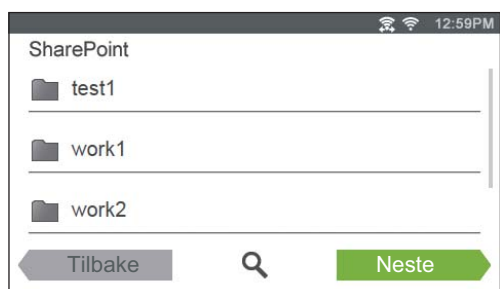 12:59PM
SharePoint
test1
work1
work2
Tilbake
Neste